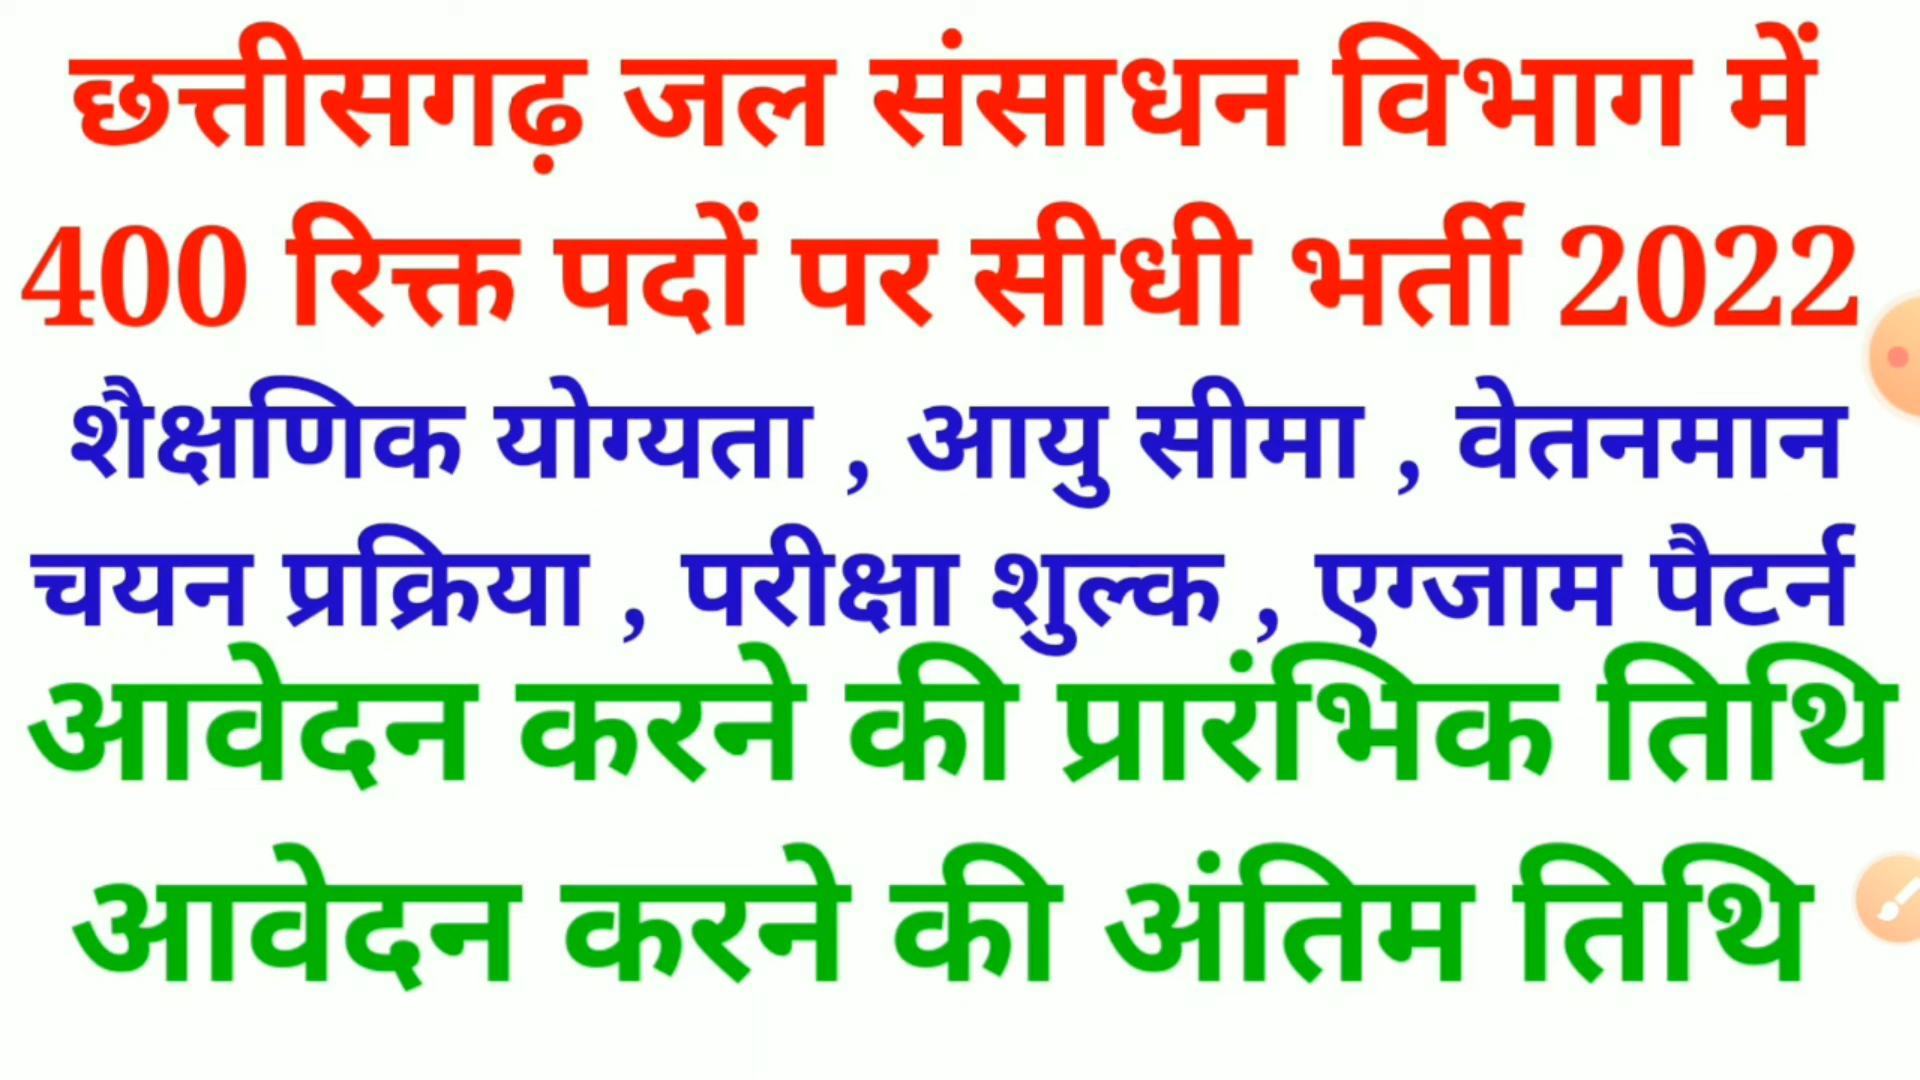 छत्तीसगढ़ जल संसाधन विभाग में
400 रिक्त पदों पर सीधी भर्ती 2022
शैक्षणिक योग्यता , आयु सीमा , वेतनमान
चयन प्रक्रिया , परीक्षा शुल्क , एग्जाम पैटर्न
आवेदन करने की प्रारंभिक तिथि
आवेदन करने की अंतिम तिथि